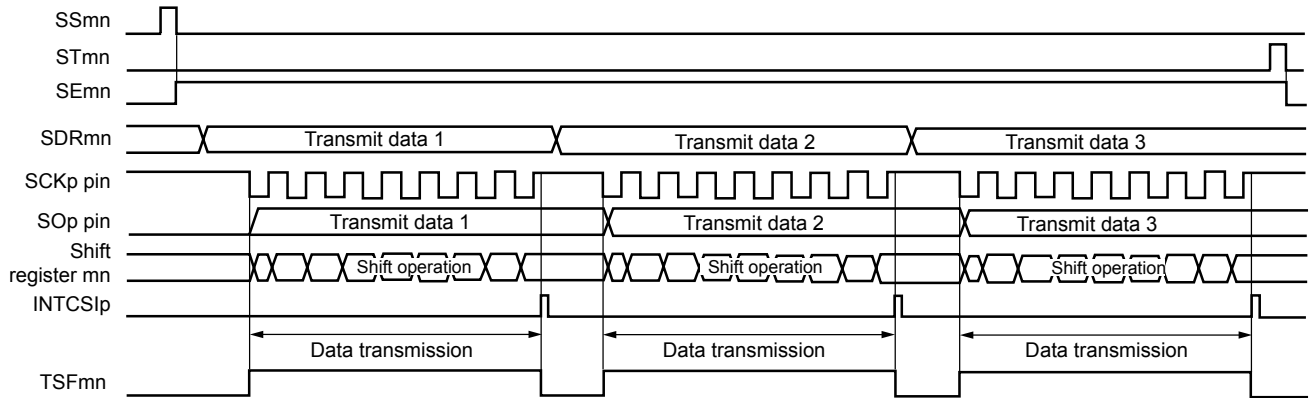 SSmn
STmn
SEmn
SDRmn Transmit data 1 Transmit data 2 Transmit data 3
SCKp pin
SOp pin Transmit data 1 Transmit data 2 Transmit data 3
Shift
register mn Shift operation Shift operation Shift operation
INTCSIp
Data transmission Data transmission Data transmission
TSFmn